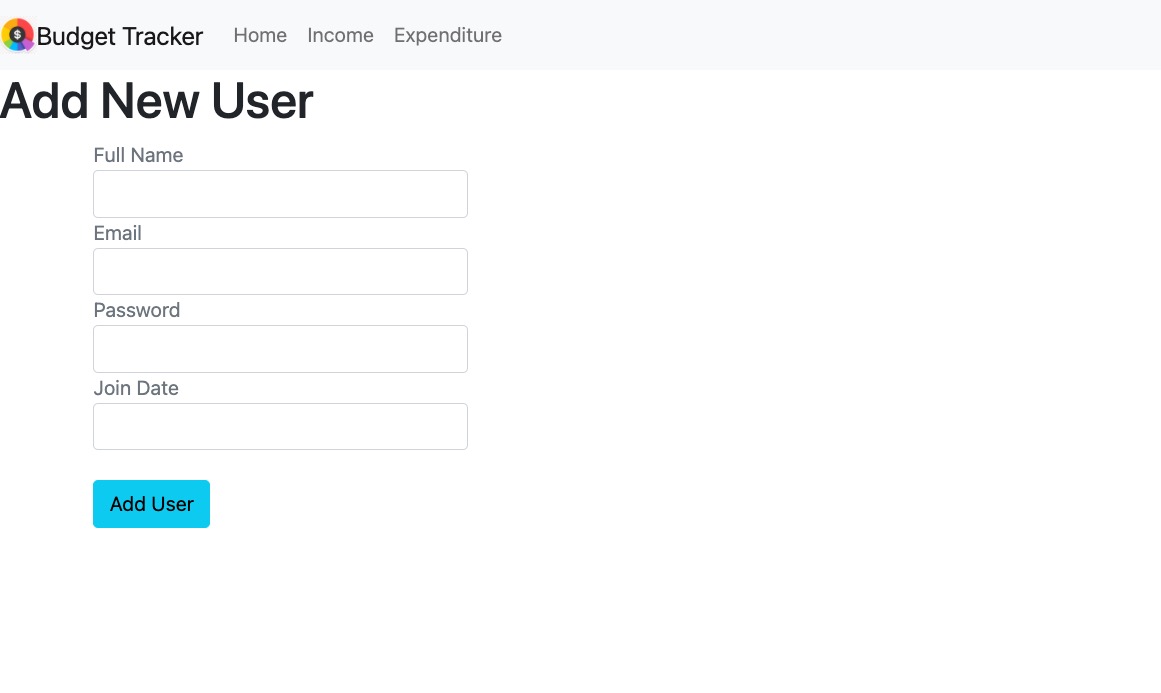 $
Budget Tracker Home Income Expenditure
Add New User
Full Name
Email
Password
Join Date
Add User